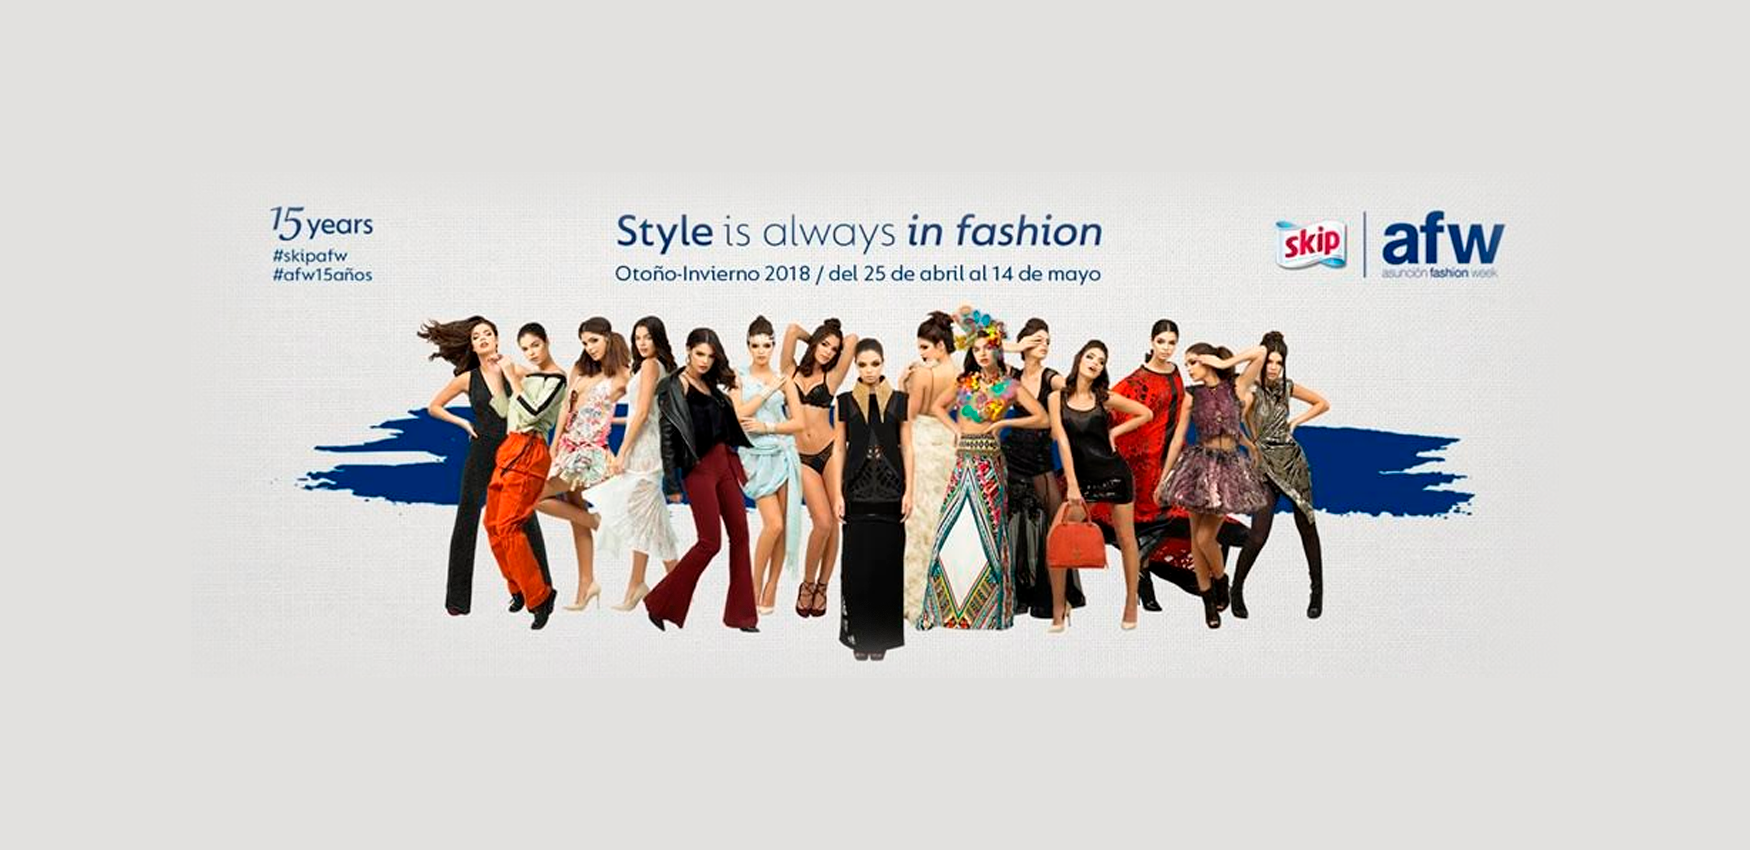 15 years
#skipafw
#afw15años
Style is always in fashion
Otoño-Invierno 2018 / del 25 de abril al 14 de mayo
skip
afw
asunción fashion week